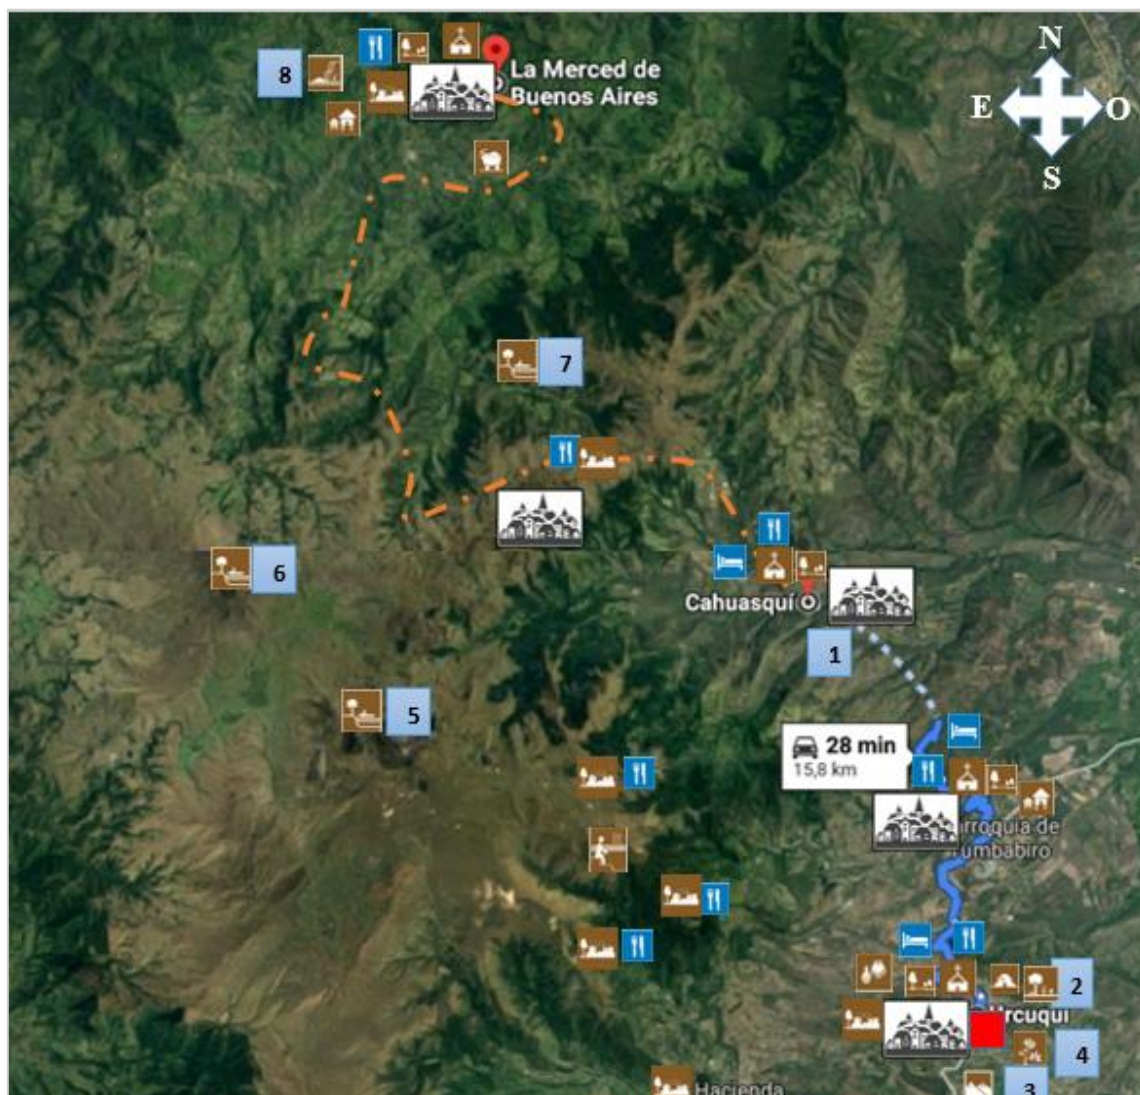 8
La Merced de
Buenos Aires
N
E
O
S
7
6
Cahuasquí
1
5
28 min
15,8 km
rroquia de
umbabiro
2
Urcuquí
4
3
Hacienda